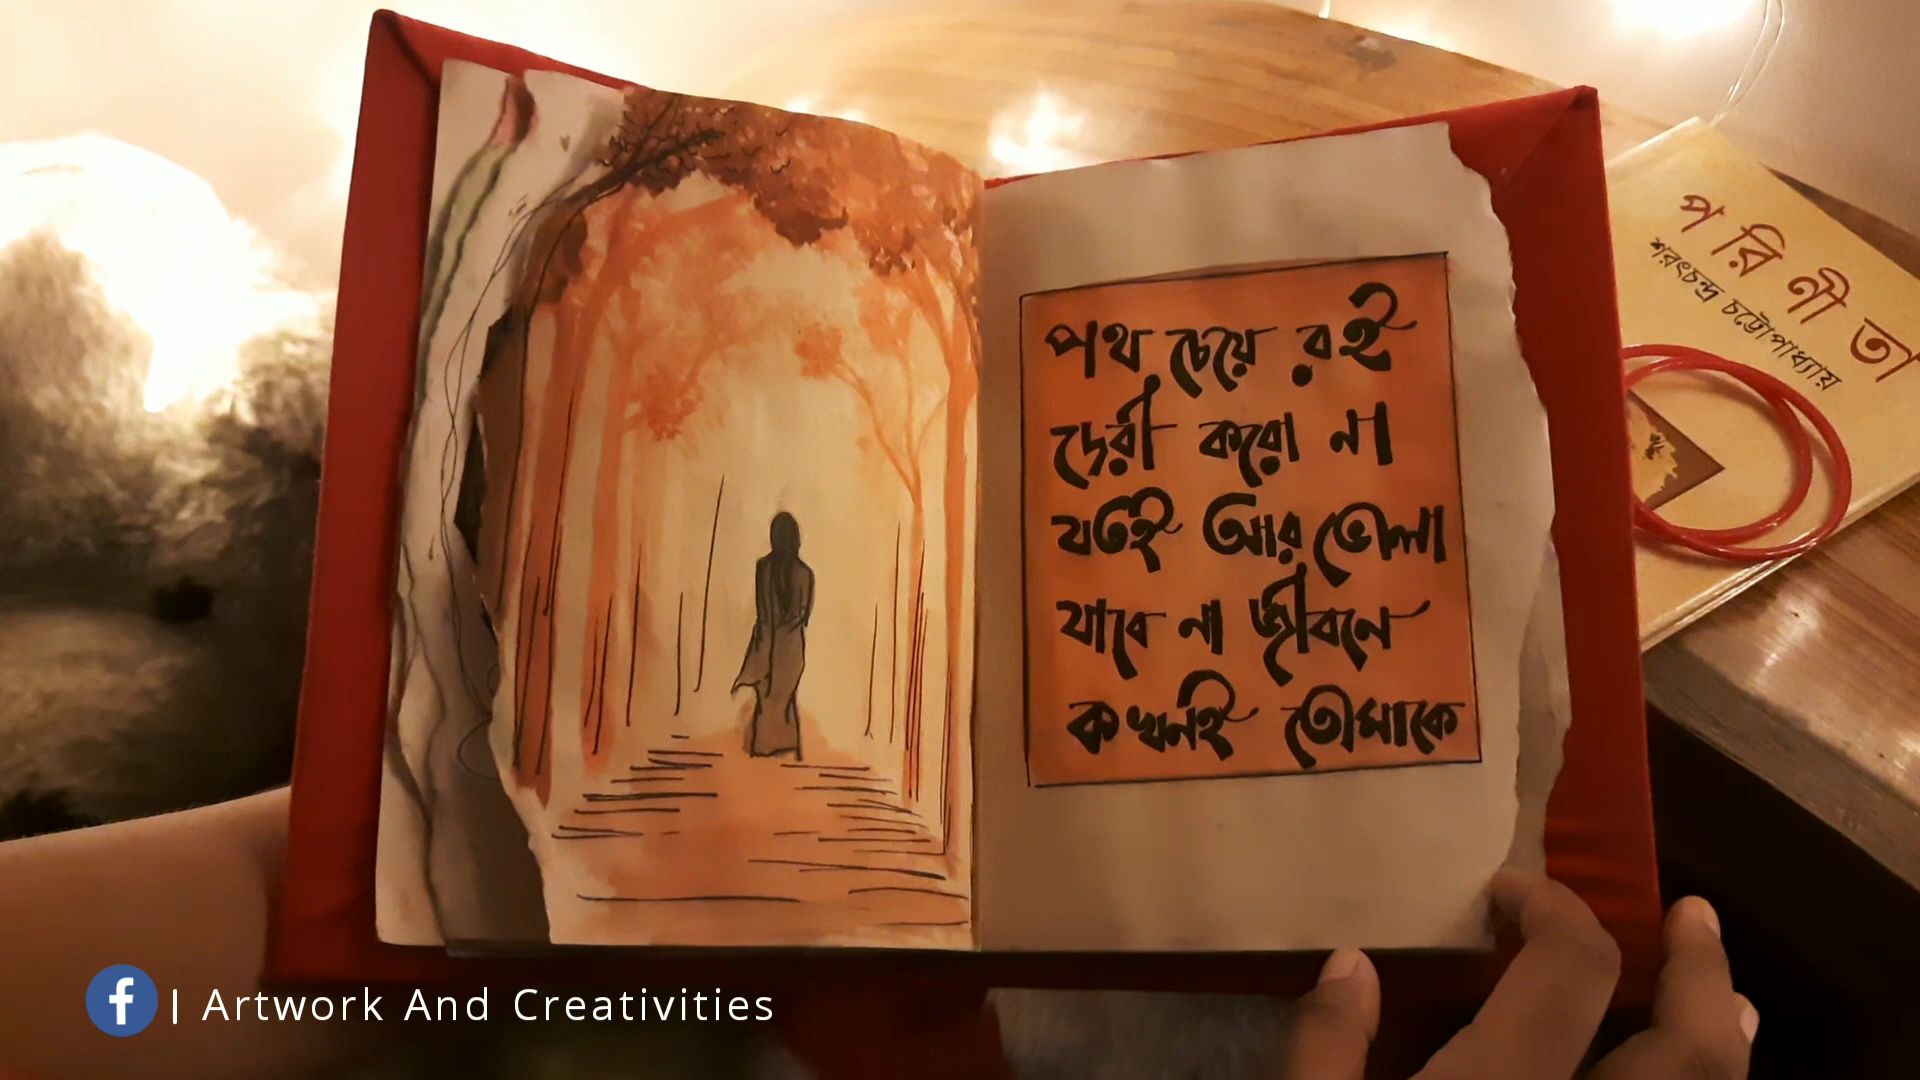 পথ চেয়ে রই
দেরী করো না
যতই আর ভোলা
যাবে না জীবনে
কখনই তোমাকে
পরিণীতা
শরৎচন্দ্র চট্টোপাধ্যায়
f | Artwork And Creativities